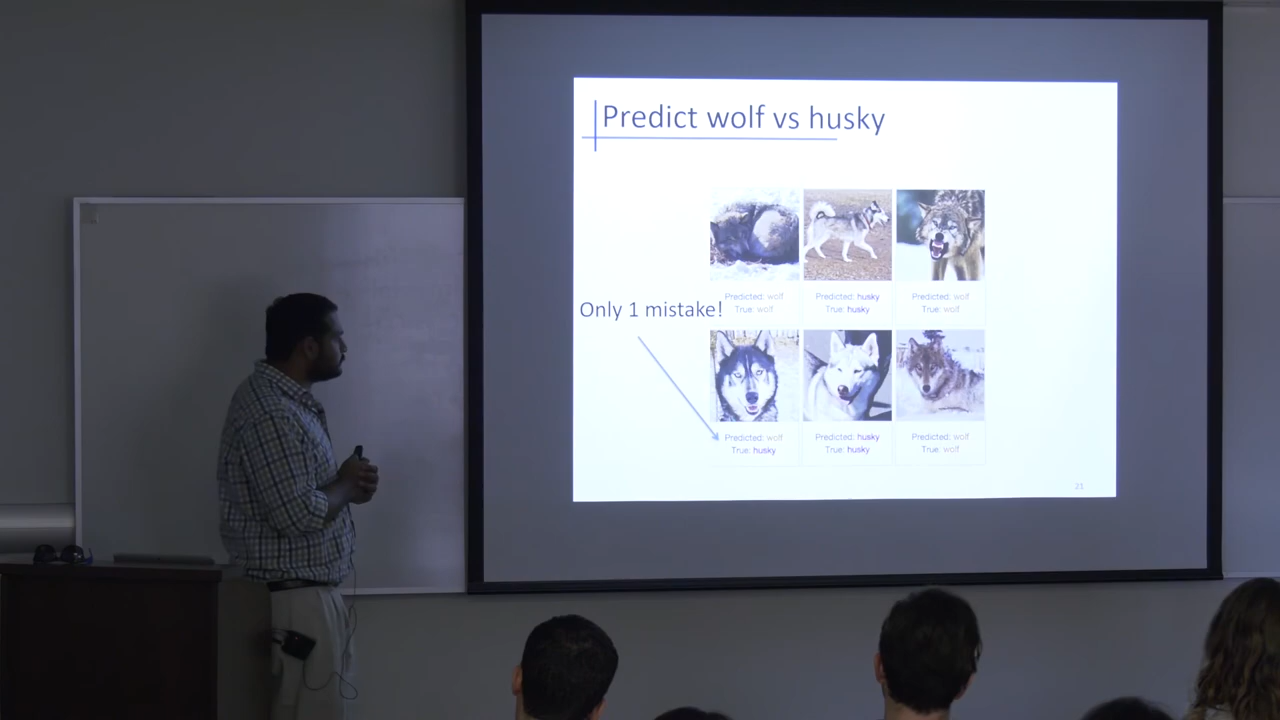 Predict wolf vs husky
Predicted: wolf
True: wolf
Predicted: husky
True: husky
Predicted: wolf
True: wolf
Only 1 mistake!
Predicted: wolf
True: husky
Predicted: husky
True: husky
Predicted: wolf
True: wolf
21